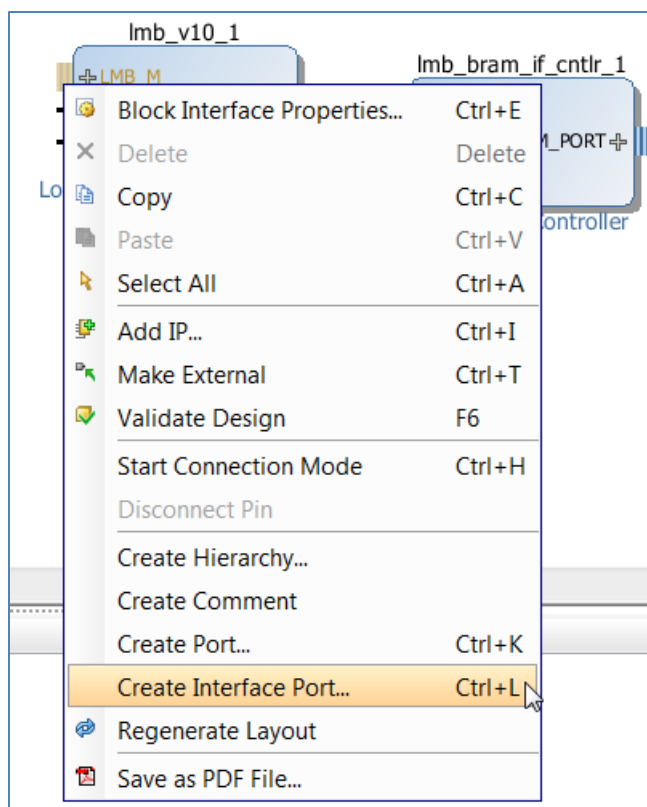 lmb_v10_1
lmb_bram_if_cntlr_1
LMB_M
Block Interface Properties... Ctrl+E
Delete Delete
M_PORT
Lo
Copy Ctrl+C
Paste Ctrl+V
ontroller
Select All Ctrl+A
Add IP... Ctrl+I
Make External Ctrl+T
Validate Design F6
Start Connection Mode Ctrl+H
Disconnect Pin
Create Hierarchy...
Create Comment
Create Port... Ctrl+K
Create Interface Port... Ctrl+L
Regenerate Layout
Save as PDF File...